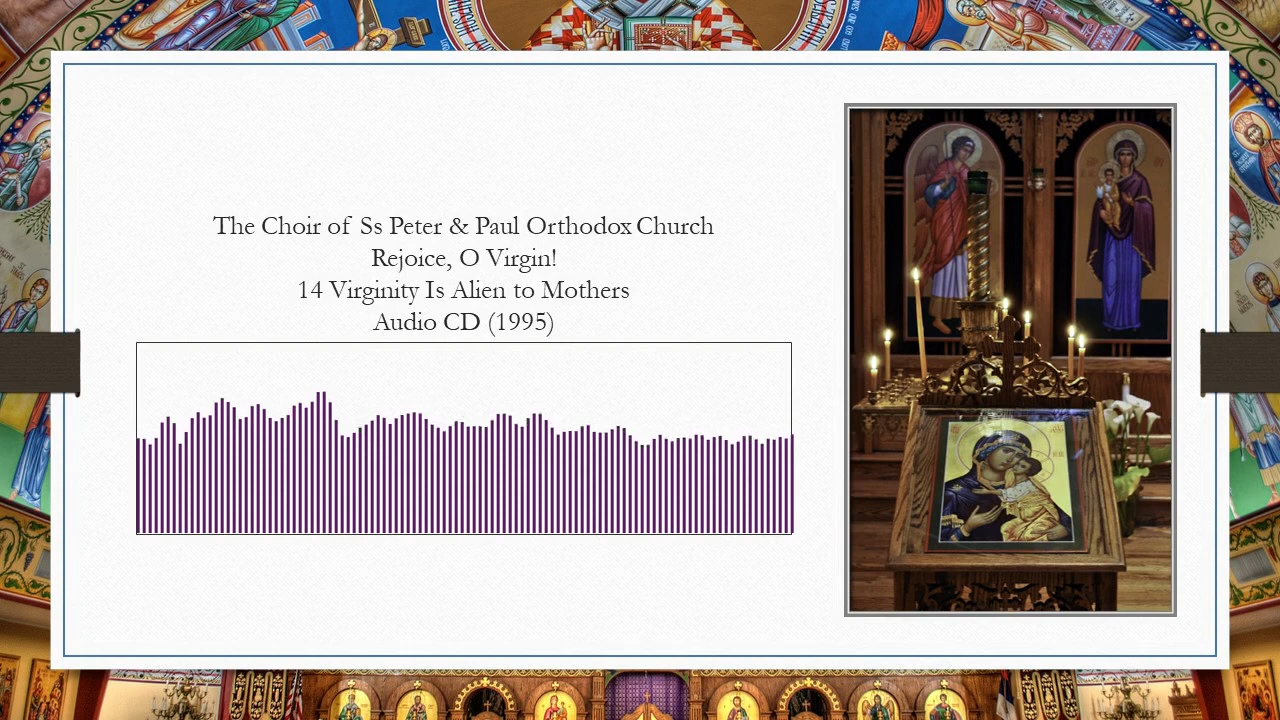 The Choir of Ss Peter & Paul Orthodox Church
Rejoice, O Virgin!
14 Virginity Is Alien to Mothers
Audio CD (1995)